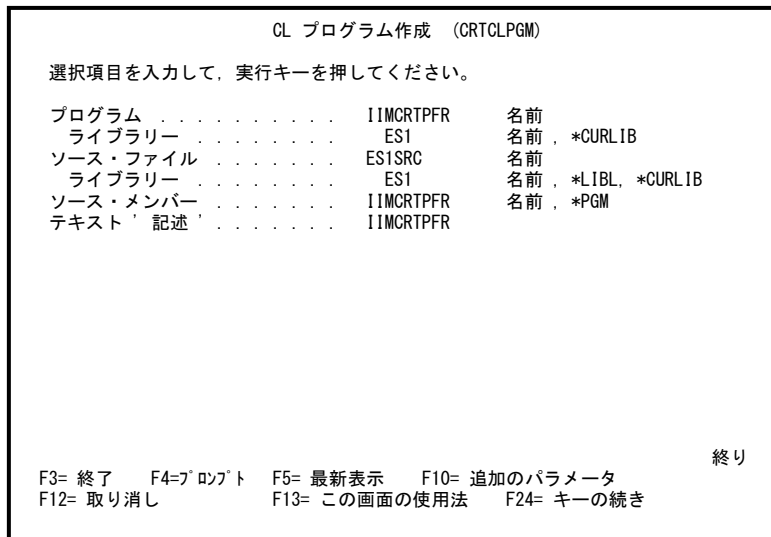 CL プログラム作成 (CRTCLPGM)
選択項目を入力して, 実行キーを押してください。
プログラム . . . . . . . . . . IIMCRTPFR 名前
ライブラリー . . . . . . . . ES1 名前 , *CURLIB
ソース・ファイル . . . . . . . ES1SRC 名前
ライブラリー . . . . . . . . ES1 名前 , *LIBL, *CURLIB
ソース・メンバー . . . . . . . IIMCRTPFR 名前 , *PGM
テキスト ' 記述 ' . . . . . . . IIMCRTPFR
終り
F3= 終了 F4=プロンプト F5= 最新表示 F10= 追加のパラメータ
F12= 取り消し F13= この画面の使用法 F24= キーの続き